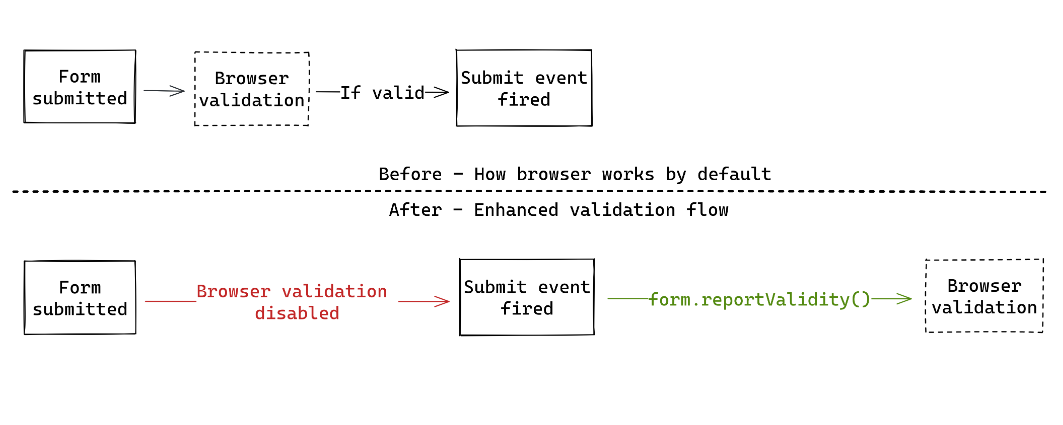 Form
submitted
Browser
validation
If valid
Submit event
fired
Before – How browser works by default
After – Enhanced validation flow
Form
submitted
Browser validation
disabled
Submit event
fired
form.reportValidity()
Browser
validation